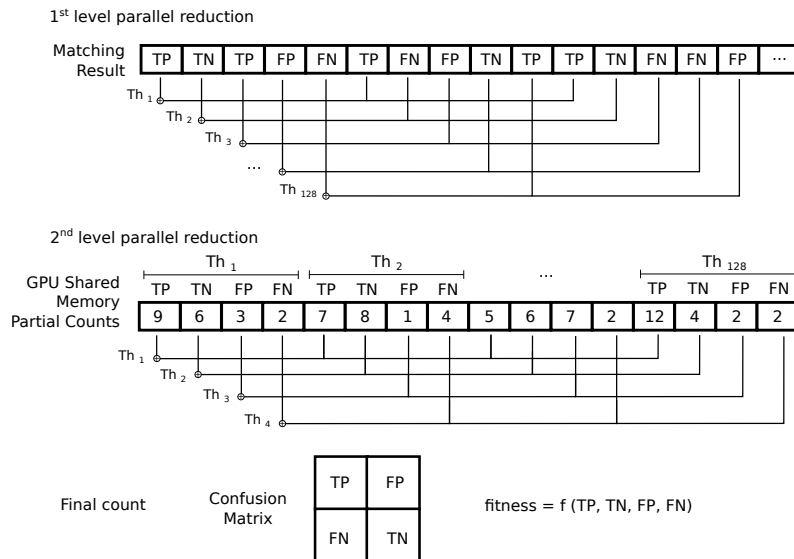 1st level parallel reduction
Matching Result
TP TN TP FP FN TP FN FP TN TP TP TN FN FN FP ...
Th 1
Th 2
Th 3
...
Th 128
2nd level parallel reduction
Th 1 Th 2 ... Th 128
GPU Shared Memory Partial Counts
TP TN FP FN TP TN FP FN TP TN FP FN
9 6 3 2 7 8 1 4 5 6 7 2 12 4 2 2
Th 1
Th 2
Th 3
Th 4
Final count
Confusion Matrix
TP FP
FN TN
fitness = f (TP, TN, FP, FN)